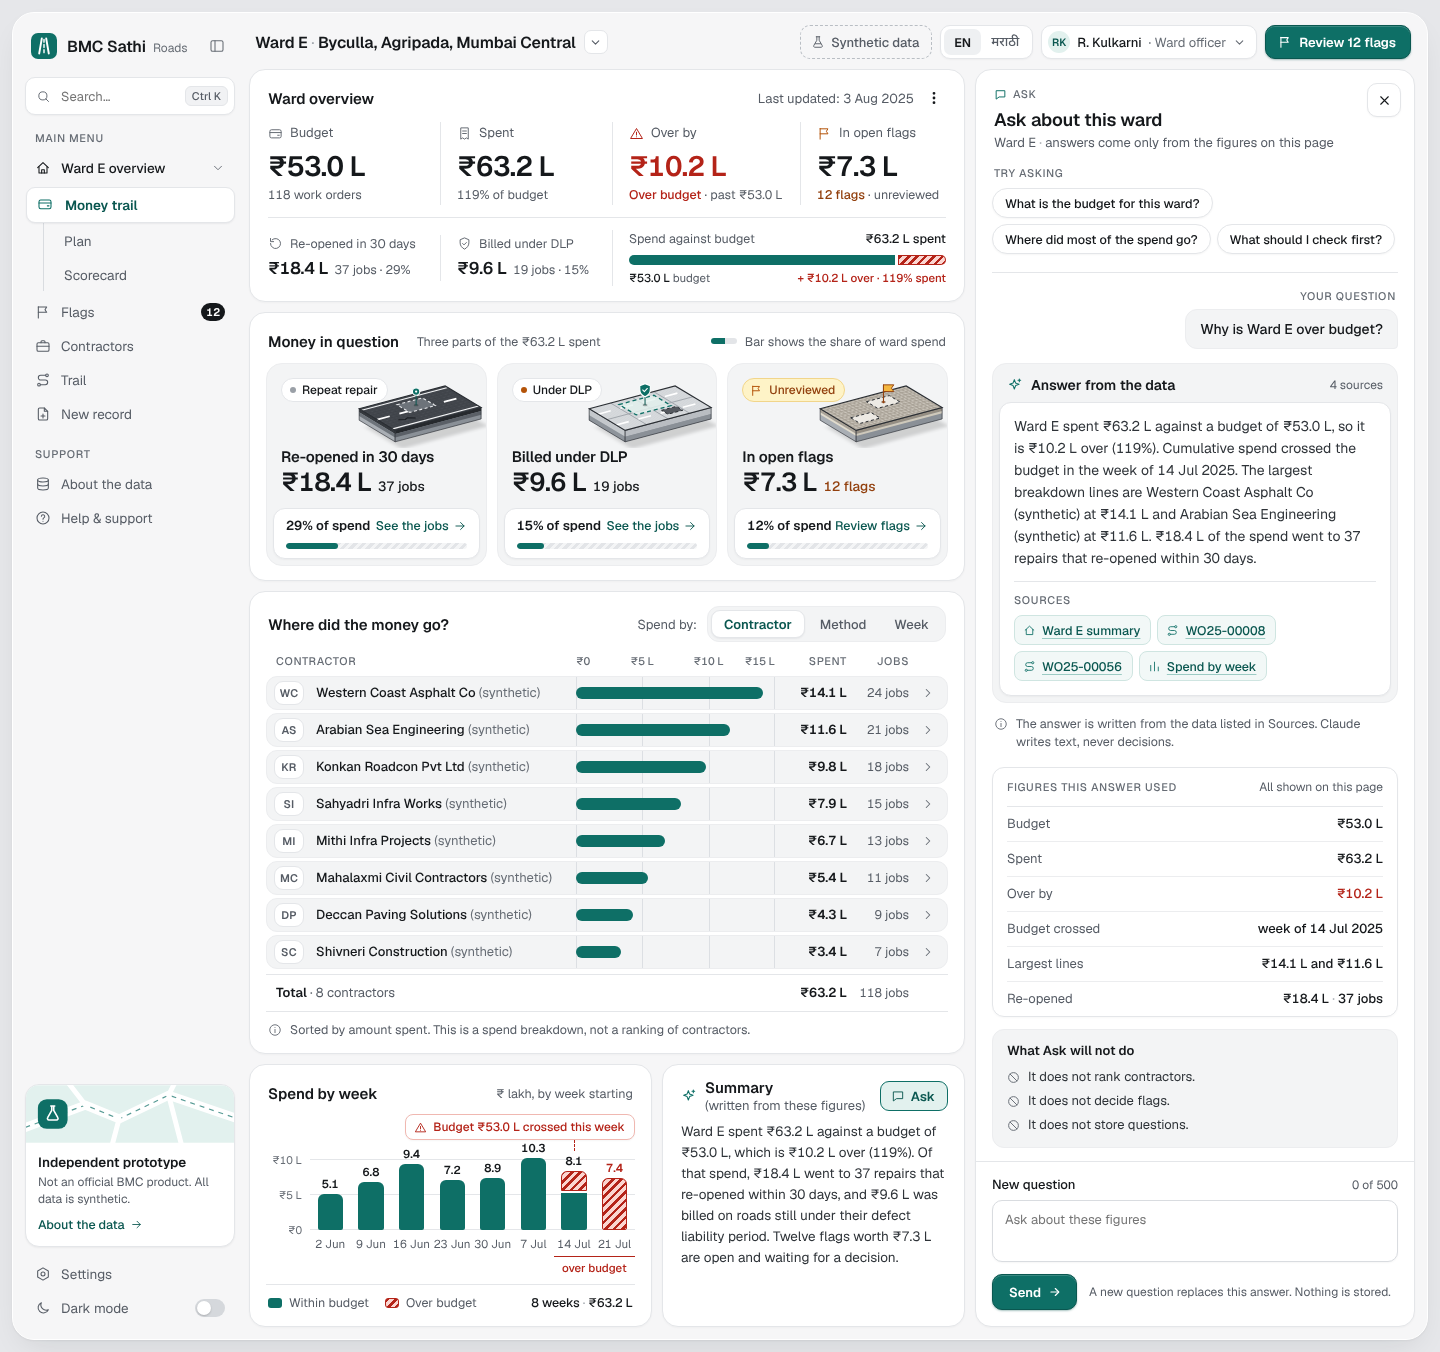 BMC Sathi Roads
Search...
Ctrl K
MAIN MENU
Ward E overview
Money trail
Plan
Scorecard
Flags
12
Contractors
Trail
New record
SUPPORT
About the data
Help & support
Independent prototype
Not an official BMC product. All
data is synthetic.
About the data →
Settings
Dark mode
Ward E · Byculla, Agripada, Mumbai Central
Synthetic data
EN
मराठी
RK
R. Kulkarni · Ward officer
Review 12 flags
Ward overview
Last updated: 3 Aug 2025
Budget
₹53.0 L
118 work orders
Spent
₹63.2 L
119% of budget
Over by
₹10.2 L
Over budget · past ₹53.0 L
In open flags
₹7.3 L
12 flags · unreviewed
Re-opened in 30 days
₹18.4 L 37 jobs · 29%
Billed under DLP
₹9.6 L 19 jobs · 15%
Spend against budget
₹63.2 L spent
₹53.0 L budget
+ ₹10.2 L over · 119% spent
Money in question
Three parts of the ₹63.2 L spent
Bar shows the share of ward spend
Repeat repair
Re-opened in 30 days
₹18.4 L 37 jobs
29% of spend
See the jobs →
Under DLP
Billed under DLP
₹9.6 L 19 jobs
15% of spend
See the jobs →
Unreviewed
In open flags
₹7.3 L 12 flags
12% of spend
Review flags →
Where did the money go?
Spend by:
Contractor
Method
Week
CONTRACTOR
₹0
₹5 L
₹10 L
₹15 L
SPENT
JOBS
WC Western Coast Asphalt Co (synthetic) ₹14.1 L 24 jobs
AS Arabian Sea Engineering (synthetic) ₹11.6 L 21 jobs
KR Konkan Roadcon Pvt Ltd (synthetic) ₹9.8 L 18 jobs
SI Sahyadri Infra Works (synthetic) ₹7.9 L 15 jobs
MI Mithi Infra Projects (synthetic) ₹6.7 L 13 jobs
MC Mahalaxmi Civil Contractors (synthetic) ₹5.4 L 11 jobs
DP Deccan Paving Solutions (synthetic) ₹4.3 L 9 jobs
SC Shivneri Construction (synthetic) ₹3.4 L 7 jobs
Total · 8 contractors ₹63.2 L 118 jobs
Sorted by amount spent. This is a spend breakdown, not a ranking of contractors.
Spend by week
₹ lakh, by week starting
Budget ₹53.0 L crossed this week
₹10 L
₹5 L
₹0
5.1
6.8
9.4
7.2
8.9
10.3
8.1
7.4
2 Jun
9 Jun
16 Jun
23 Jun
30 Jun
7 Jul
14 Jul
21 Jul
over budget
Within budget
Over budget
8 weeks · ₹63.2 L
Summary
(written from these figures)
Ask
Ward E spent ₹63.2 L against a budget of
₹53.0 L, which is ₹10.2 L over (119%). Of
that spend, ₹18.4 L went to 37 repairs that
re-opened within 30 days, and ₹9.6 L was
billed on roads still under their defect
liability period. Twelve flags worth ₹7.3 L
are open and waiting for a decision.
ASK
Ask about this ward
Ward E · answers come only from the figures on this page
TRY ASKING
What is the budget for this ward?
Where did most of the spend go?
What should I check first?
YOUR QUESTION
Why is Ward E over budget?
Answer from the data
4 sources
Ward E spent ₹63.2 L against a budget of ₹53.0 L, so it
is ₹10.2 L over (119%). Cumulative spend crossed the
budget in the week of 14 Jul 2025. The largest
breakdown lines are Western Coast Asphalt Co
(synthetic) at ₹14.1 L and Arabian Sea Engineering
(synthetic) at ₹11.6 L. ₹18.4 L of the spend went to 37
repairs that re-opened within 30 days.
SOURCES
Ward E summary
WO25-00008
WO25-00056
Spend by week
The answer is written from the data listed in Sources. Claude
writes text, never decisions.
FIGURES THIS ANSWER USED
All shown on this page
Budget ₹53.0 L
Spent ₹63.2 L
Over by ₹10.2 L
Budget crossed week of 14 Jul 2025
Largest lines ₹14.1 L and ₹11.6 L
Re-opened ₹18.4 L · 37 jobs
What Ask will not do
It does not rank contractors.
It does not decide flags.
It does not store questions.
New question
0 of 500
Ask about these figures
Send →
A new question replaces this answer. Nothing is stored.